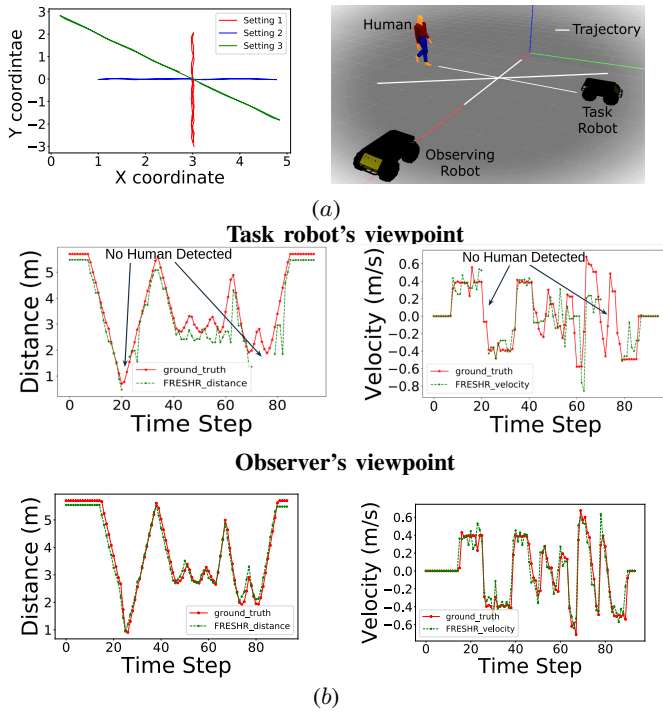 Y coordintae
3
2
1
0
−1
−2
−3
0 1 2 3 4 5
X coordinate
Setting 1
Setting 2
Setting 3
Human
Trajectory
Task
Robot
Observing
Robot
(a)
Task robot's viewpoint
Distance (m)
5
4
3
2
1
No Human Detected
ground_truth
FRESHR_distance
0 20 40 60 80
Time Step
Velocity (m/s)
0.6
0.4
0.2
0.0
−0.2
−0.4
−0.6
−0.8
No Human Detected
ground_truth
FRESHR_velocity
0 20 40 60 80
Time Step
Observer's viewpoint
Distance (m)
5
4
3
2
1
ground_truth
FRESHR_distance
0 20 40 60 80
Time Step
Velocity (m/s)
0.6
0.4
0.2
0.0
−0.2
−0.4
−0.6
ground_truth
FRESHR_velocity
0 20 40 60 80
Time Step
(b)